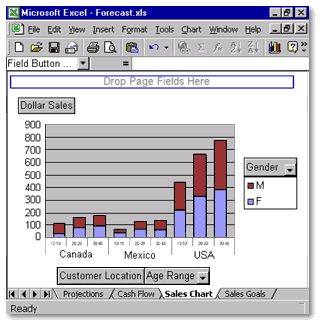 Microsoft Excel - Forecast.xls
File Edit View Insert Format Tools Chart Window Help
Field Button ... =
Drop Page Fields Here
Dollar Sales
900
800
700
600
500
400
300
200
100
0
Canada Mexico USA
Gender
M
F
Customer Location Age Range
Projections Cash Flow Sales Chart Sales Goals
Ready